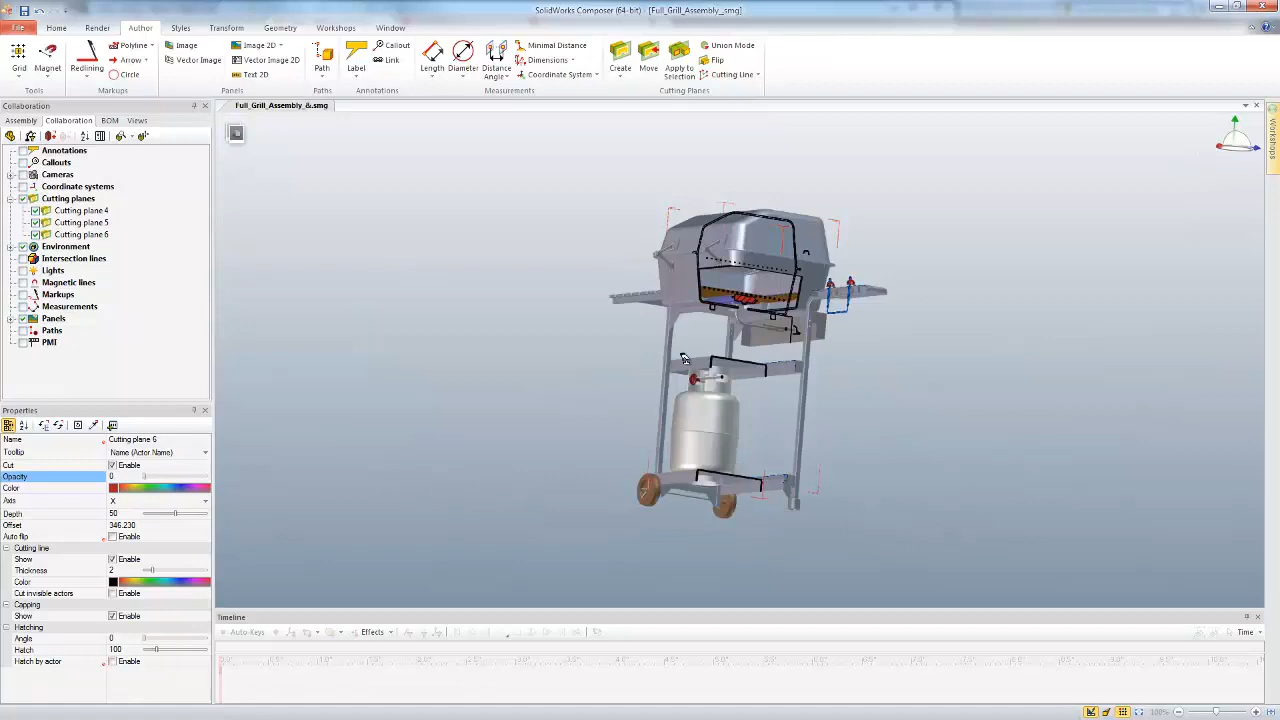 SolidWorks Composer (64-bit) - [Full_Grill_Assembly_.smg]
File Home Render Author Styles Transform Geometry Workshops Window
Polyline Image Image 2D Callout Minimal Distance Union Mode
Arrow Vector Image Vector Image 2D Link Dimensions Flip
Grid Magnet Redlining Circle Text 2D Path Label Length Diameter Distance Angle Coordinate System Create Move Apply to Selection Cutting Line
Tools Markups Panels Paths Annotations Measurements Cutting Planes
Collaboration
Full_Grill_Assembly_&.smg
Assembly Collaboration BOM Views
Workshops
Annotations
Callouts
Cameras
Coordinate systems
Cutting planes
Cutting plane 4
Cutting plane 5
Cutting plane 6
Environment
Intersection lines
Lights
Magnetic lines
Markups
Measurements
Panels
Paths
PMI
Properties
Name Cutting plane 6
Tooltip Name (Actor Name)
Cut Enable
Opacity 0
Color
Axis X
Depth 50
Offset 346.230
Auto flip Enable
Cutting line
Show Enable
Thickness 2
Color
Cut invisible actors Enable
Capping
Show Enable
Hatching
Angle 0
Hatch 100
Hatch by actor Enable
Timeline
Auto-Keys Effects Time
100%